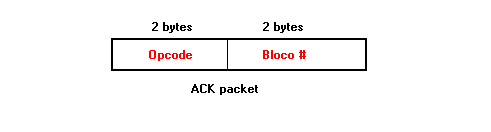 2 bytes 2 bytes
Opcode Bloco #
ACK packet